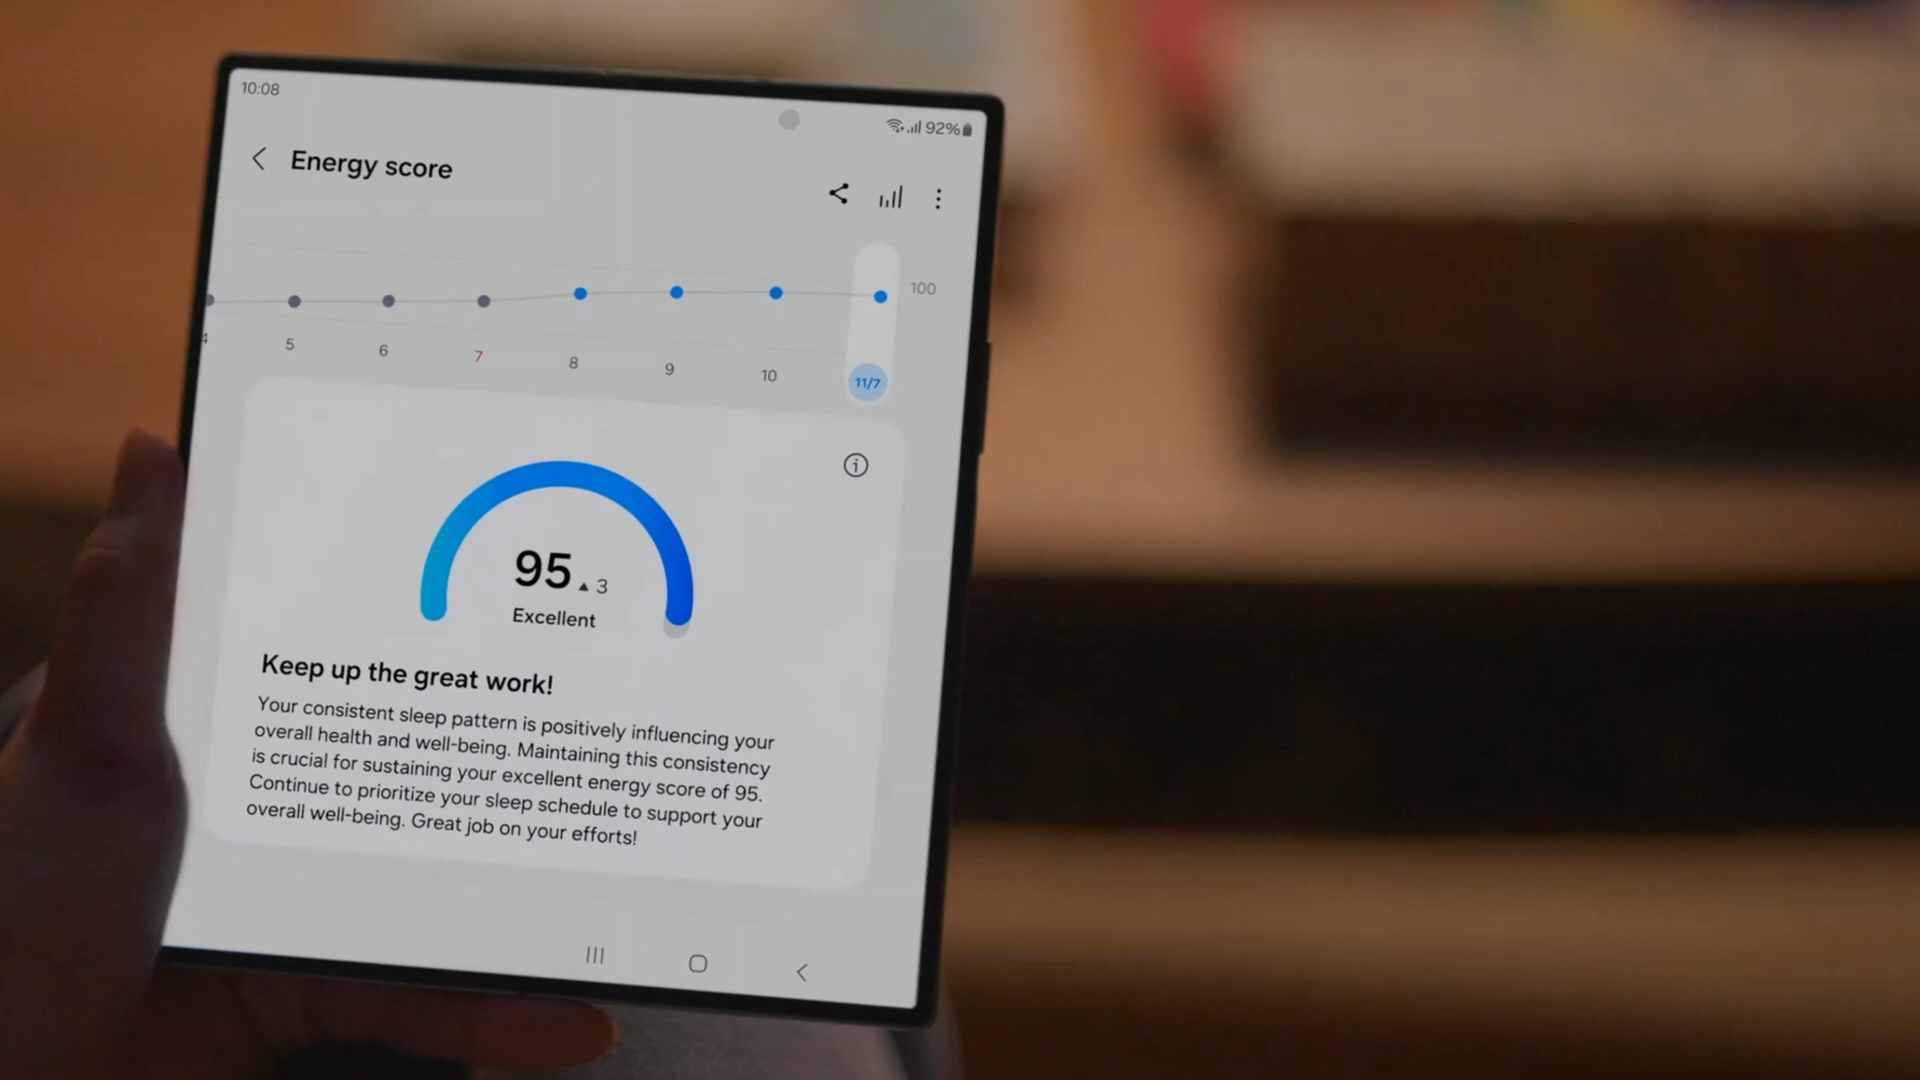 10:08
92%
Energy score
100
4
5
6
7
8
9
10
11/7
95 ▲ 3
Excellent
Keep up the great work!
Your consistent sleep pattern is positively influencing your
overall health and well-being. Maintaining this consistency
is crucial for sustaining your excellent energy score of 95.
Continue to prioritize your sleep schedule to support your
overall well-being. Great job on your efforts!